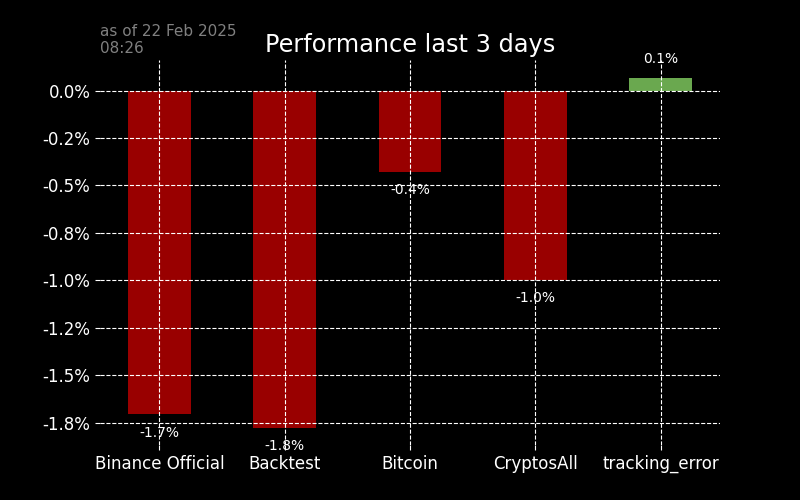 as of 22 Feb 2025
08:26
Performance last 3 days
0.1%
0.0%
-0.2%
-0.5%
-0.8%
-1.0%
-1.2%
-1.5%
-1.8%
-0.4%
-1.0%
-1.7%
-1.8%
Binance Official
Backtest
Bitcoin
CryptosAll
tracking_error